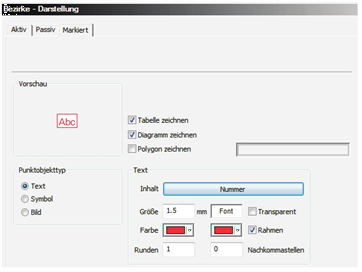 Bezirke - Darstellung
Aktiv Passiv Markiert
Vorschau
Abc
Tabelle zeichnen
Diagramm zeichnen
Polygon zeichnen
Punktobjekttyp
Text
Symbol
Bild
Text
Inhalt Nummer
Größe 1.5 mm Font Transparent
Farbe Rahmen
Runden 1 0 Nachkommastellen